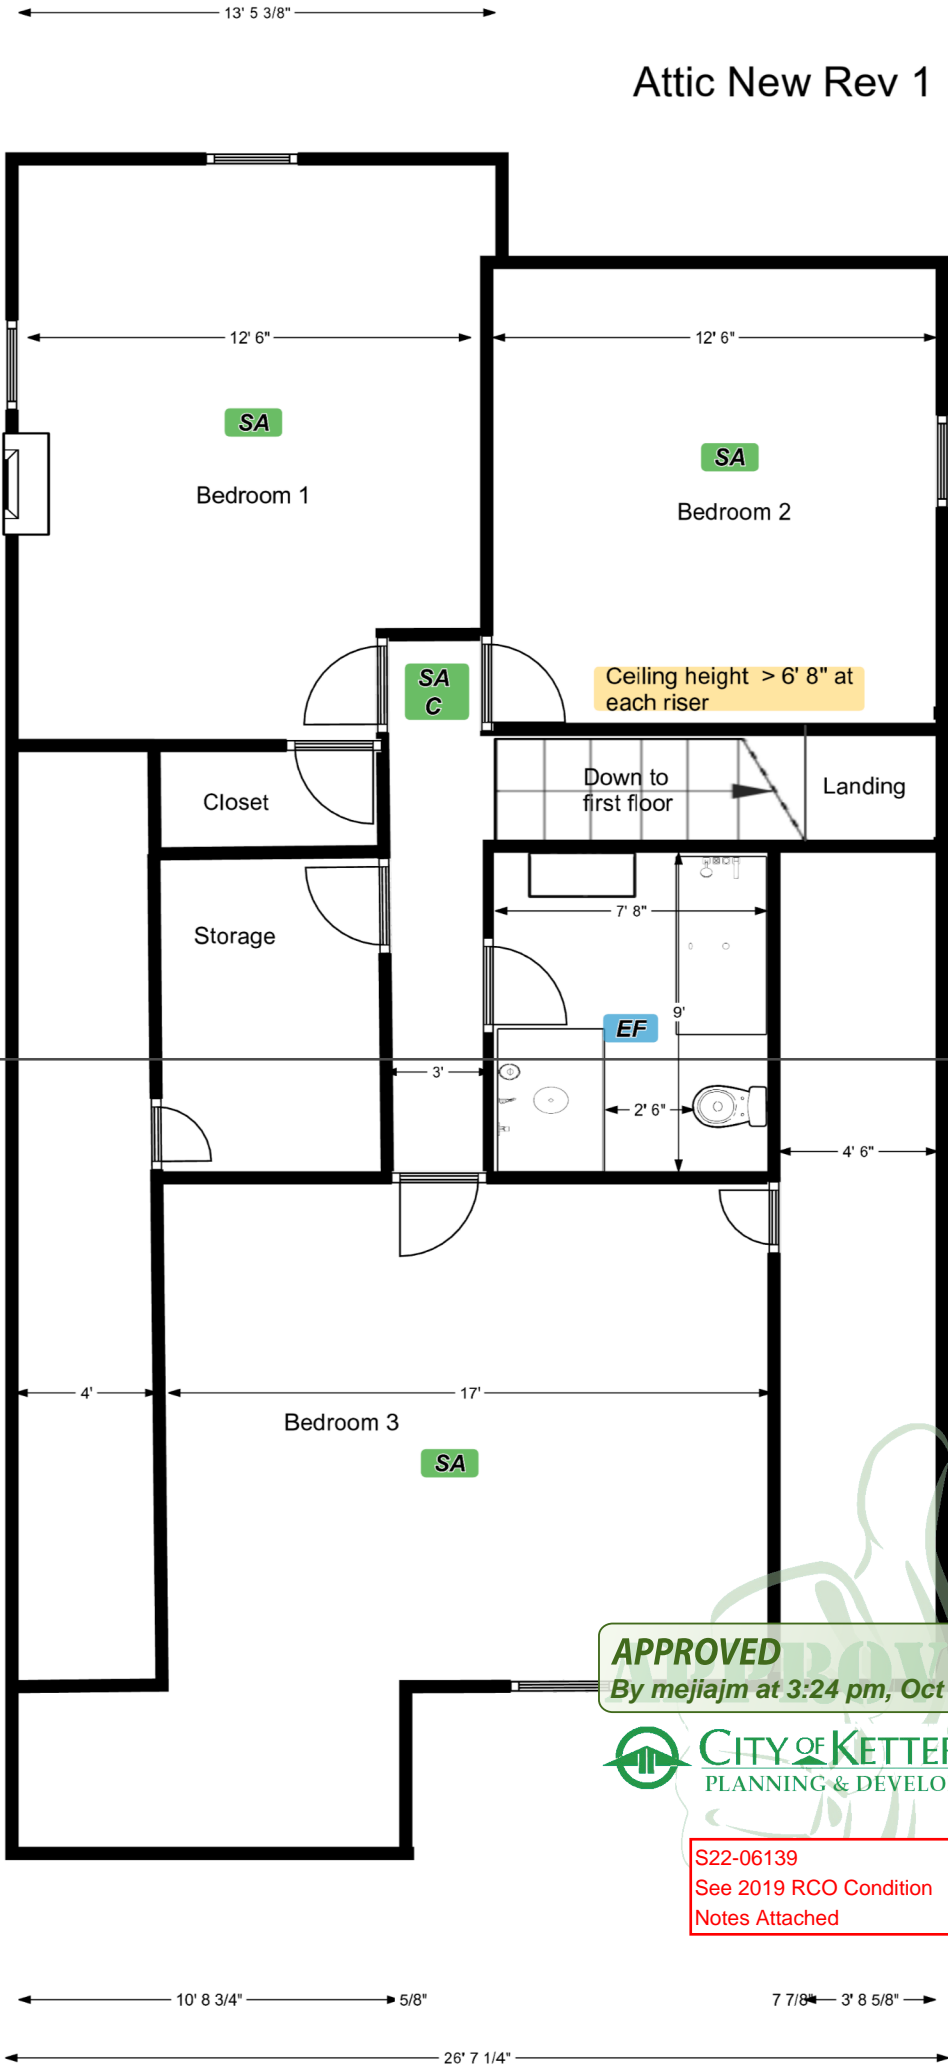 13' 5 3/8"
Attic New Rev 1
12' 6"
12' 6"
SA
SA
Bedroom 1
Bedroom 2
SA
C
Ceiling height > 6' 8" at
each riser
Down to
first floor
Landing
Closet
7' 8"
Storage
9'
EF
3'
2' 6"
4' 6"
4'
17'
Bedroom 3
SA
APPROVED
By mejiajm at 3:24 pm, Oct
CITY OF KETTER
PLANNING & DEVELO
S22-06139
See 2019 RCO Condition
Notes Attached
10' 8 3/4"
5/8"
7 7/8"
3' 8 5/8"
26' 7 1/4"